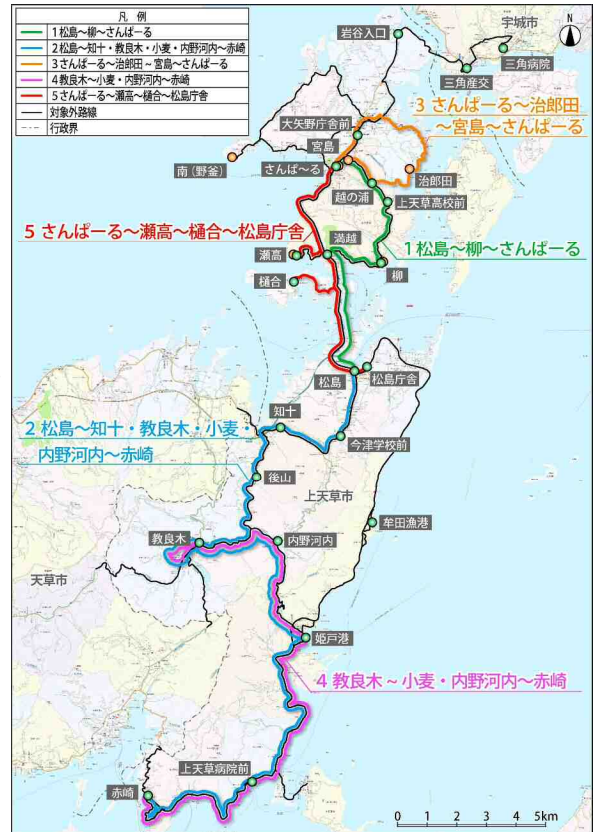 凡 例
1松島～柳～さんぱーる
2松島～知十・教良木・小麦・内野河内～赤崎
3さんぱーる～治郎田～宮島～さんぱーる
4教良木～小麦・内野河内～赤崎
5さんぱーる～瀬高～樋合～松島庁舎
対象外路線
行政界
N
宇城市
岩谷入口
三角病院
三角産交
3 さんぱーる～治郎田
～宮島～さんぱーる
大矢野庁舎前
宮島
南（野釜）
さんぱ～る
治郎田
越の浦
上天草高校前
5 さんぱーる～瀬高～樋合～松島庁舎
満越
1松島～柳～さんぱーる
瀬高
柳
樋合
松島
松島庁舎
知十
2 松島～知十・教良木・小麦・
内野河内～赤崎
今津学校前
後山
上天草市
牟田漁港
教良木
内野河内
天草市
姫戸港
4 教良木～小麦・内野河内～赤崎
上天草病院前
赤崎
0 1 2 3 4 5km